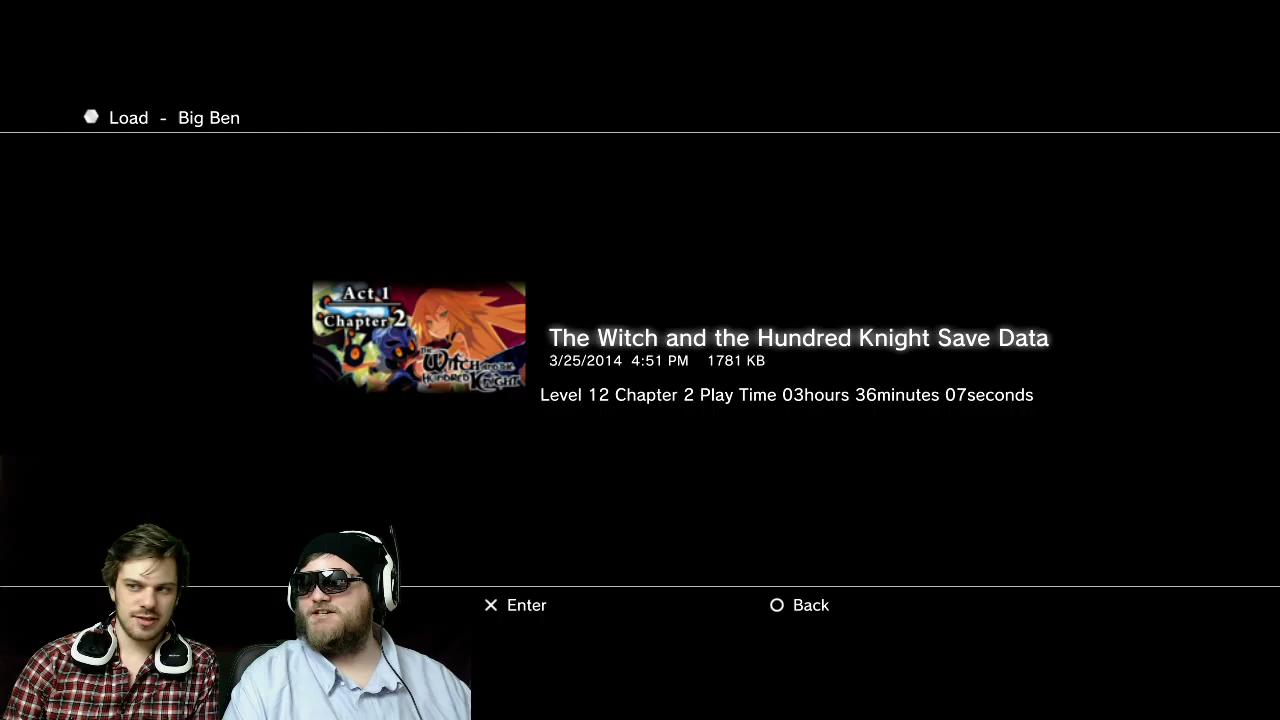 Load - Big Ben
Act 1
Chapter 2
The
Witch and the
Hundred Knight
The Witch and the Hundred Knight Save Data
3/25/2014 4:51 PM 1781 KB
Level 12 Chapter 2 Play Time 03hours 36minutes 07seconds
Enter
Back